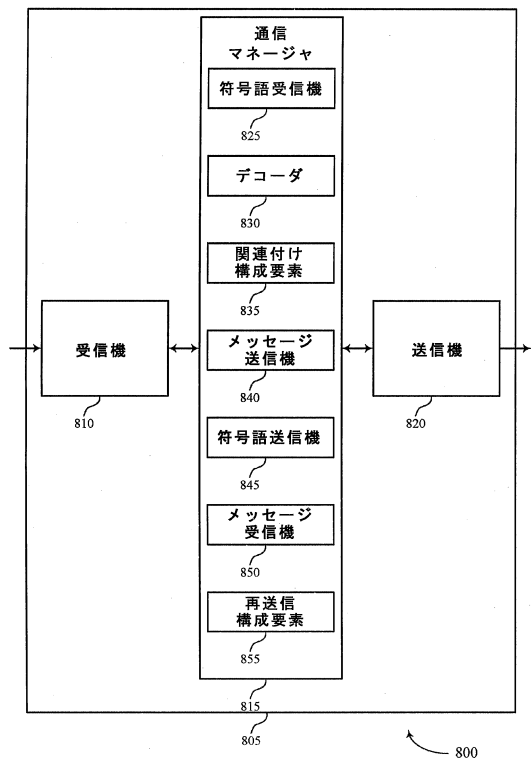 通信
マネージャ
符号語受信機
825
デコーダ
830
関連付け
構成要素
835
受信機
810
メッセージ
送信機
840
送信機
820
符号語送信機
845
メッセージ
受信機
850
再送信
構成要素
855
815
805
800